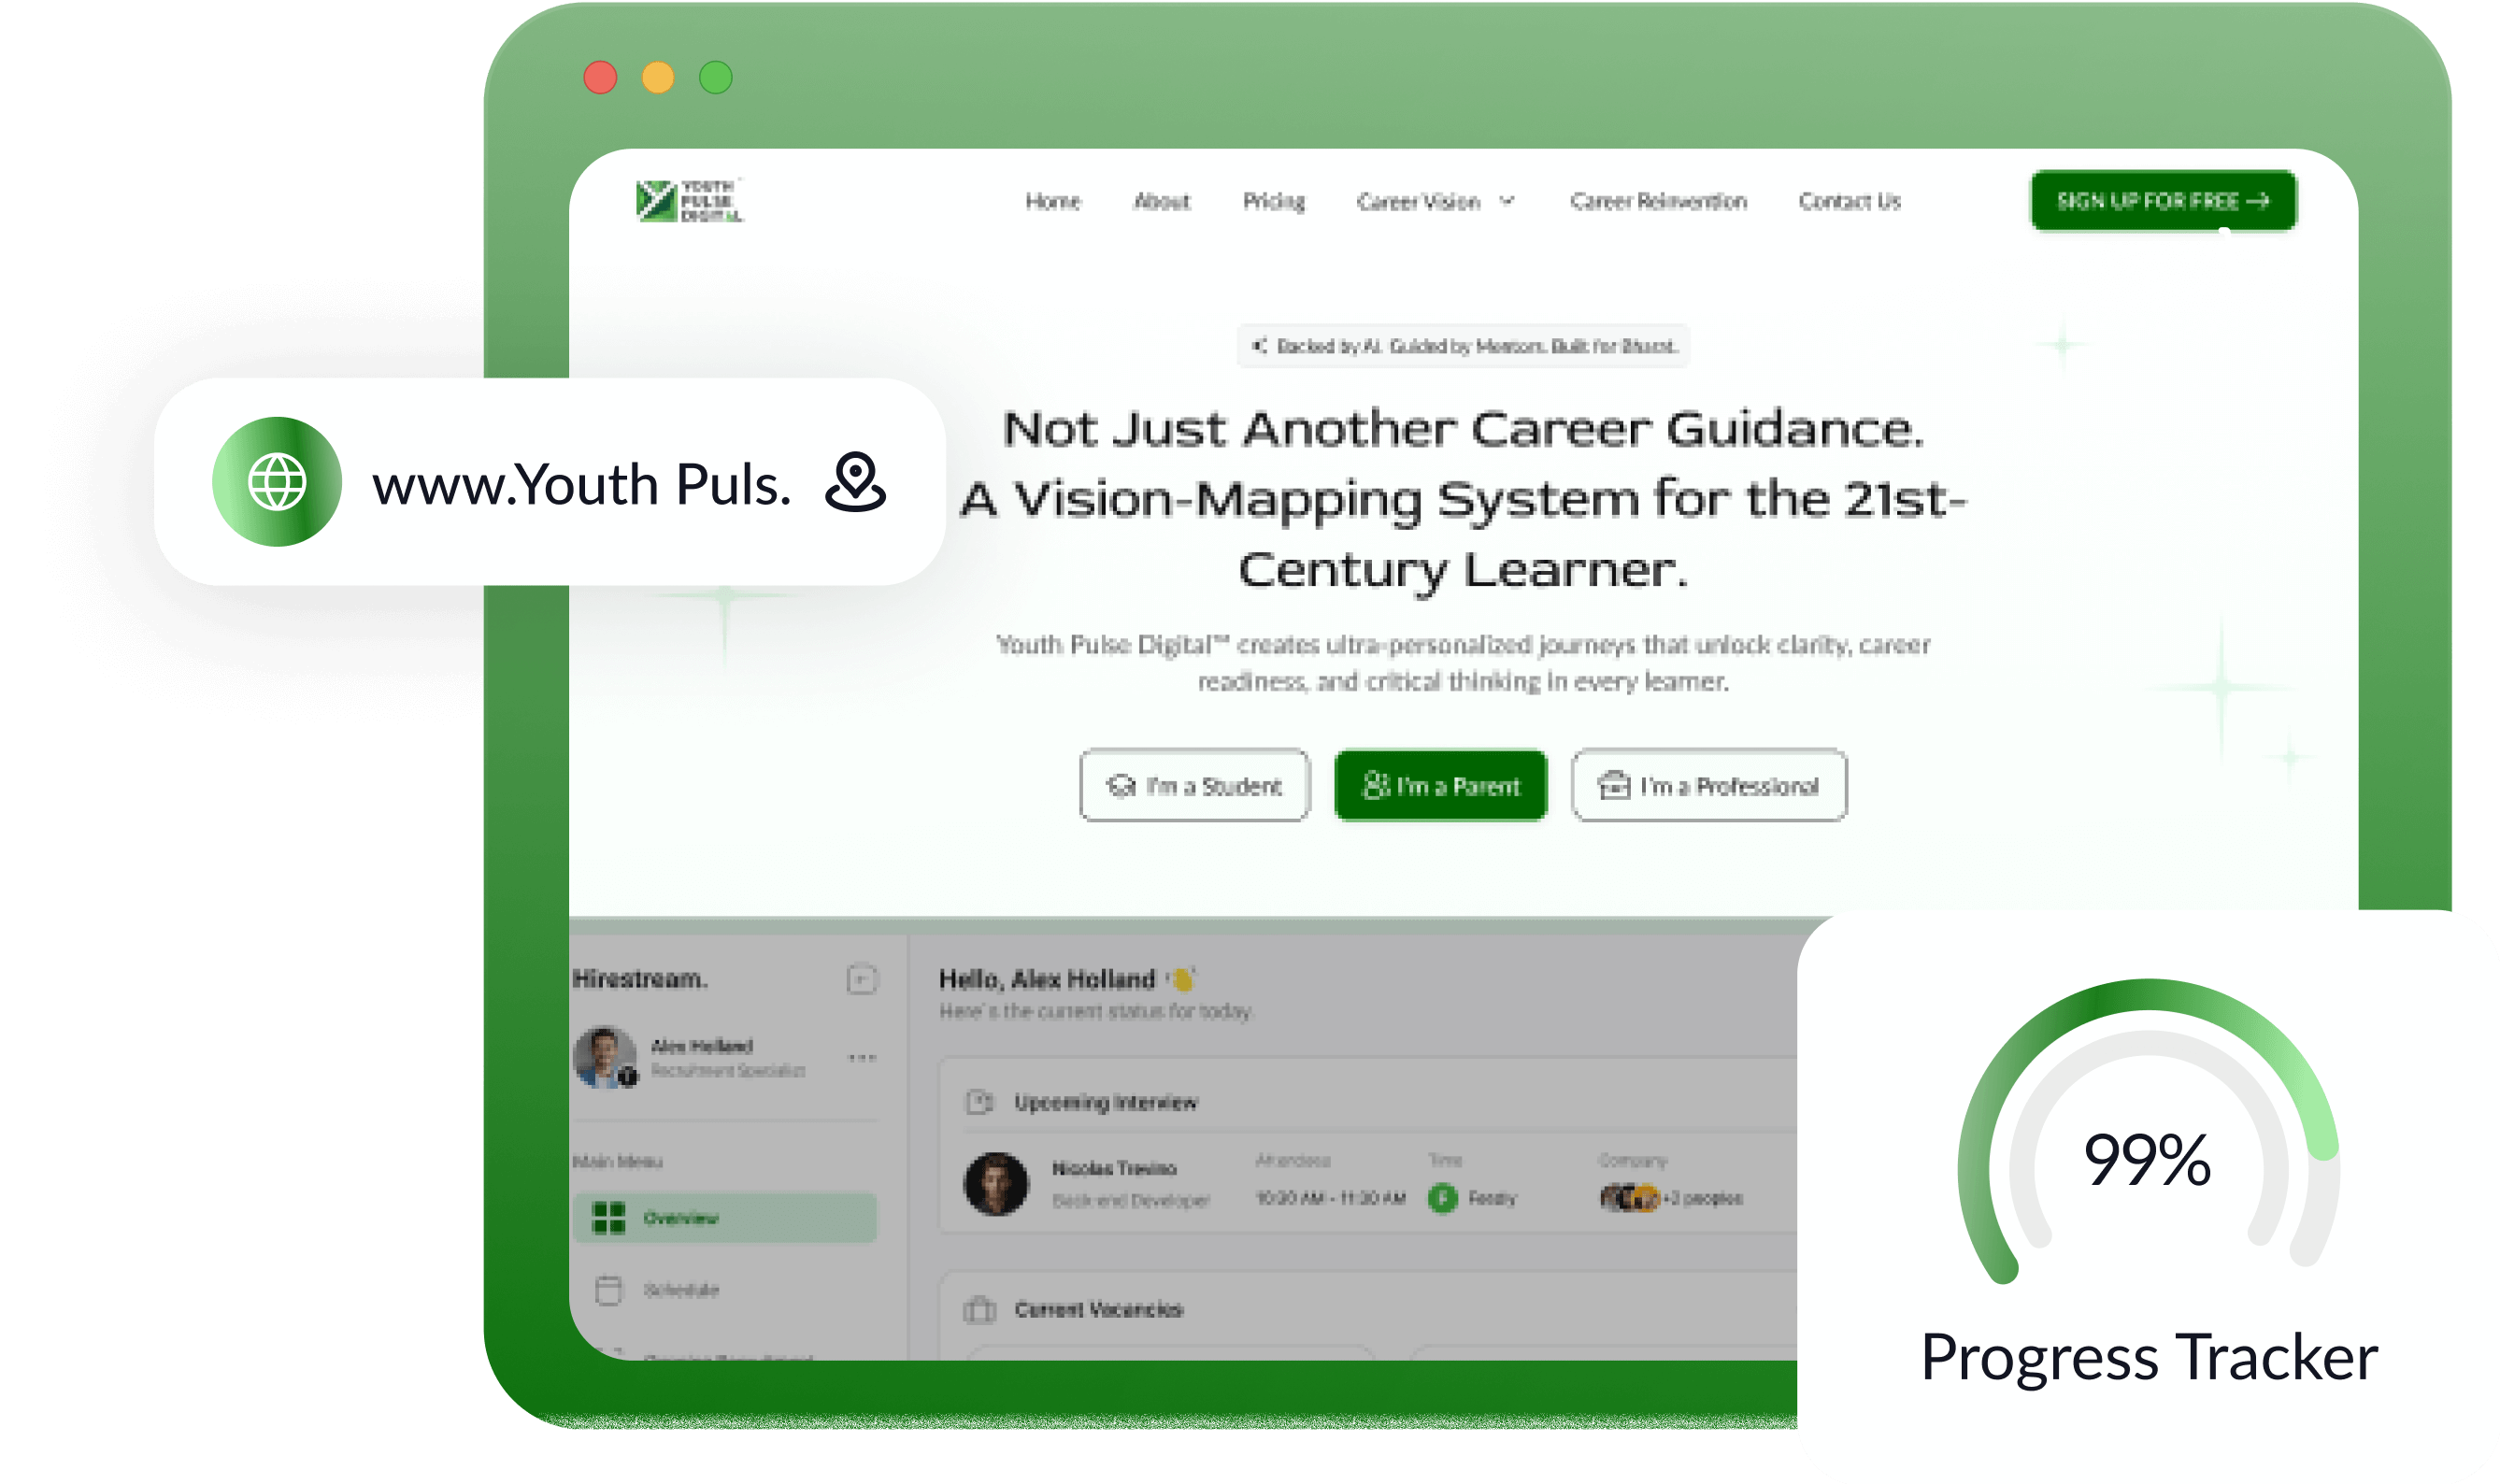 YOUTH
PULSE
DIGITAL
Home About Pricing Career Vision Career Reinvention Contact Us SIGN UP FOR FREE →
Backed by AI. Guided by Mentors. Built for Bharat.
www.Youth Puls.
Not Just Another Career Guidance.
A Vision-Mapping System for the 21st-
Century Learner.
Youth Pulse Digital™ creates ultra-personalized journeys that unlock clarity, career
readiness, and critical thinking in every learner.
I'm a Student I'm a Parent I'm a Professional
Hirestream.
Alex Holland
Recruitment Specialist
Main Menu
Overview
Schedule
Hello, Alex Holland 👋
Here's the current status for today.
Upcoming Interview
Nicolas Trevino
Back-end Developer
Attendees
10:30 AM - 11:30 AM
Time
Feedly
Company
+2 peoples
Current Vacancies
99%
Progress Tracker